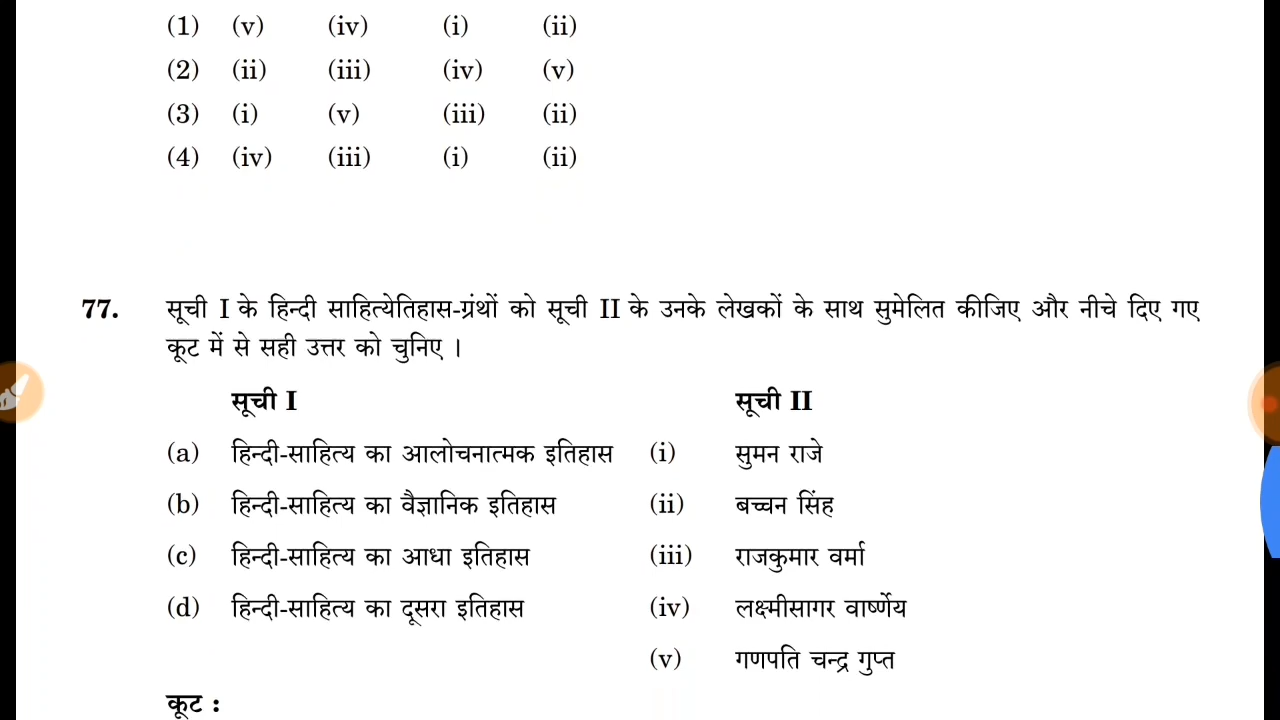 (1) (v) (iv) (i) (ii)
(2) (ii) (iii) (iv) (v)
(3) (i) (v) (iii) (ii)
(4) (iv) (iii) (i) (ii)
77. सूची I के हिन्दी साहित्येतिहास-ग्रंथों को सूची II के उनके लेखकों के साथ सुमेलित कीजिए और नीचे दिए गए
कूट में से सही उत्तर को चुनिए ।
सूची I सूची II
(a) हिन्दी-साहित्य का आलोचनात्मक इतिहास (i) सुमन राजे
(b) हिन्दी-साहित्य का वैज्ञानिक इतिहास (ii) बच्चन सिंह
(c) हिन्दी-साहित्य का आधा इतिहास (iii) राजकुमार वर्मा
(d) हिन्दी-साहित्य का दूसरा इतिहास (iv) लक्ष्मीसागर वार्ष्णेय
(v) गणपति चन्द्र गुप्त
कूट :